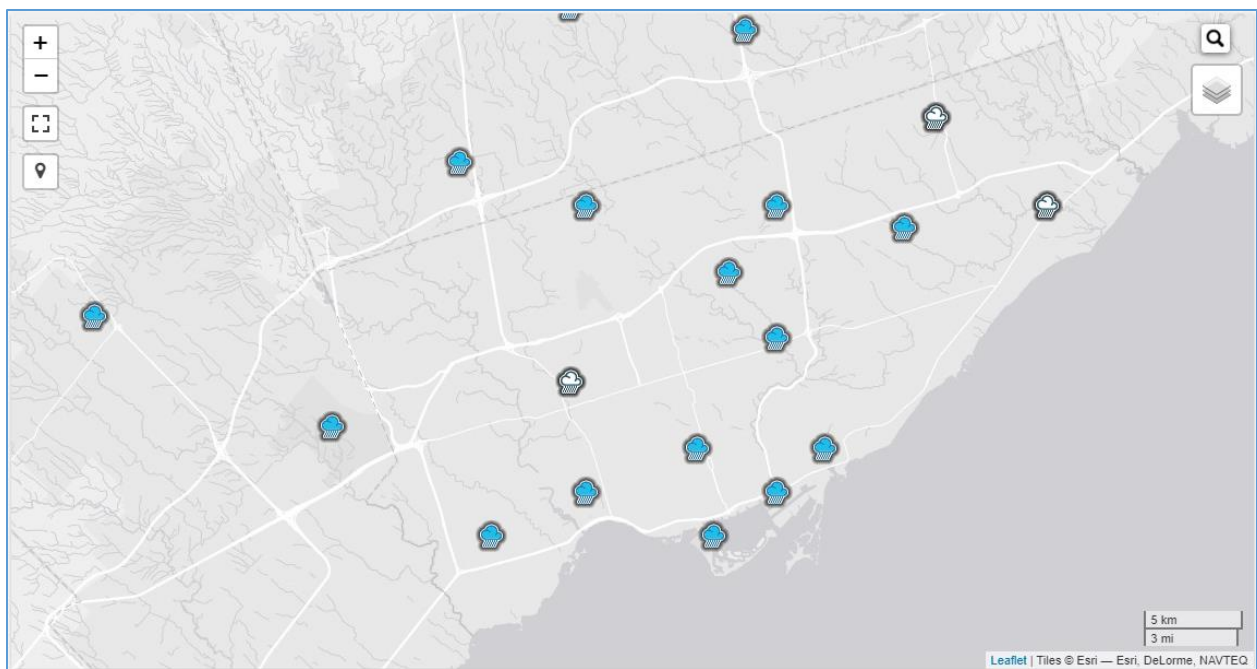 +
−
5 km
3 mi
Leaflet | Tiles © Esri — Esri, DeLorme, NAVTEQ